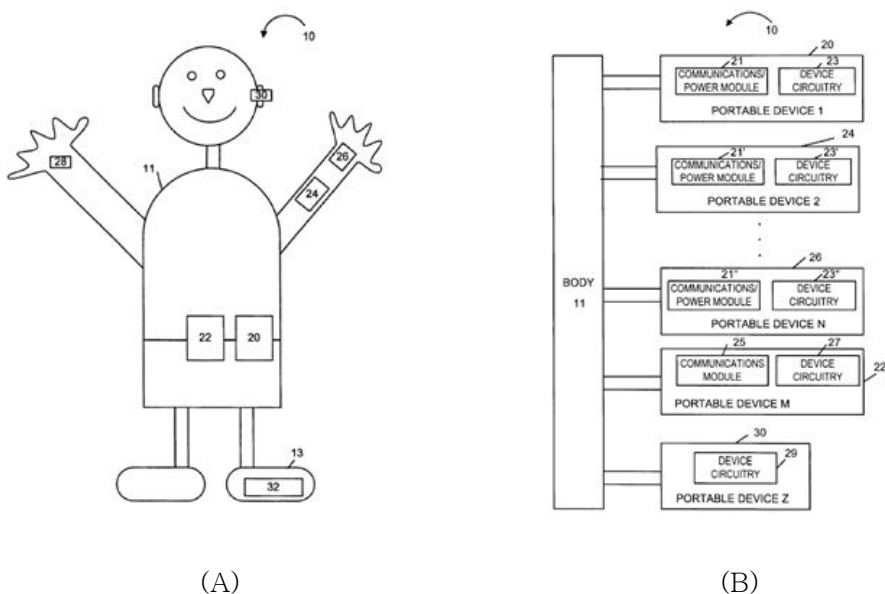 10
30
28
11
26
24
22
20
13
32
(A)
10
BODY
11
20
21
23
COMMUNICATIONS/
POWER MODULE
DEVICE
CIRCUITRY
PORTABLE DEVICE 1
24
21'
23'
COMMUNICATIONS/
POWER MODULE
DEVICE
CIRCUITRY
PORTABLE DEVICE 2
26
21"
23"
COMMUNICATIONS/
POWER MODULE
DEVICE
CIRCUITRY
PORTABLE DEVICE N
25
27
COMMUNICATIONS
MODULE
DEVICE
CIRCUITRY
22
PORTABLE DEVICE M
30
29
DEVICE
CIRCUITRY
PORTABLE DEVICE Z
(B)